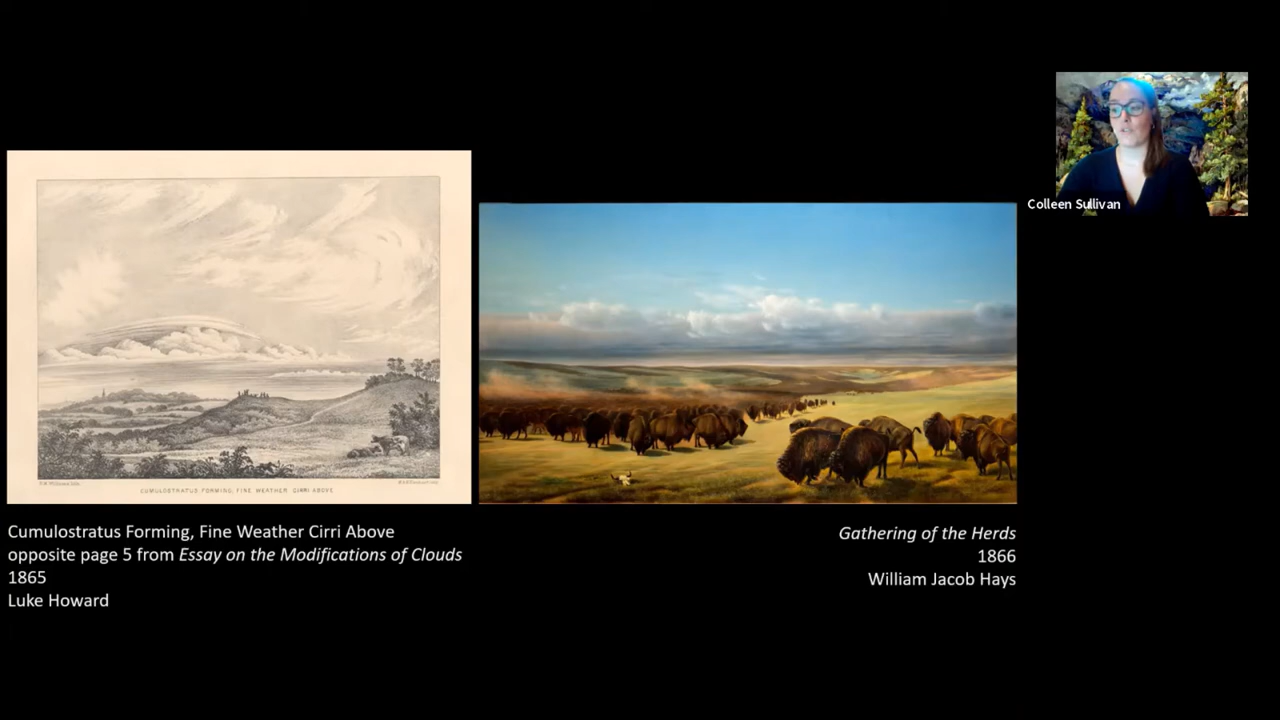 CUMULOSTRATUS FORMING, FINE WEATHER CIRRI ABOVE
Cumulostratus Forming, Fine Weather Cirri Above
opposite page 5 from Essay on the Modifications of Clouds
1865
Luke Howard
Gathering of the Herds
1866
William Jacob Hays
Colleen Sullivan